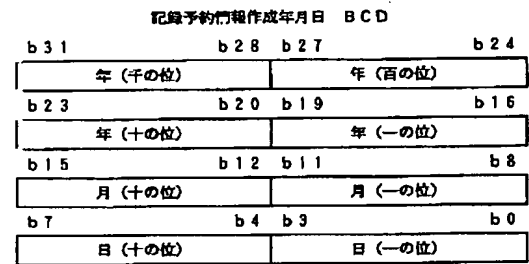 記録予約情報作成年月日 BCD
b31 b28 b27 b24
年（千の位） 年（百の位）
b23 b20 b19 b16
年（十の位） 年（一の位）
b15 b12 b11 b8
月（十の位） 月（一の位）
b7 b4 b3 b0
日（十の位） 日（一の位）